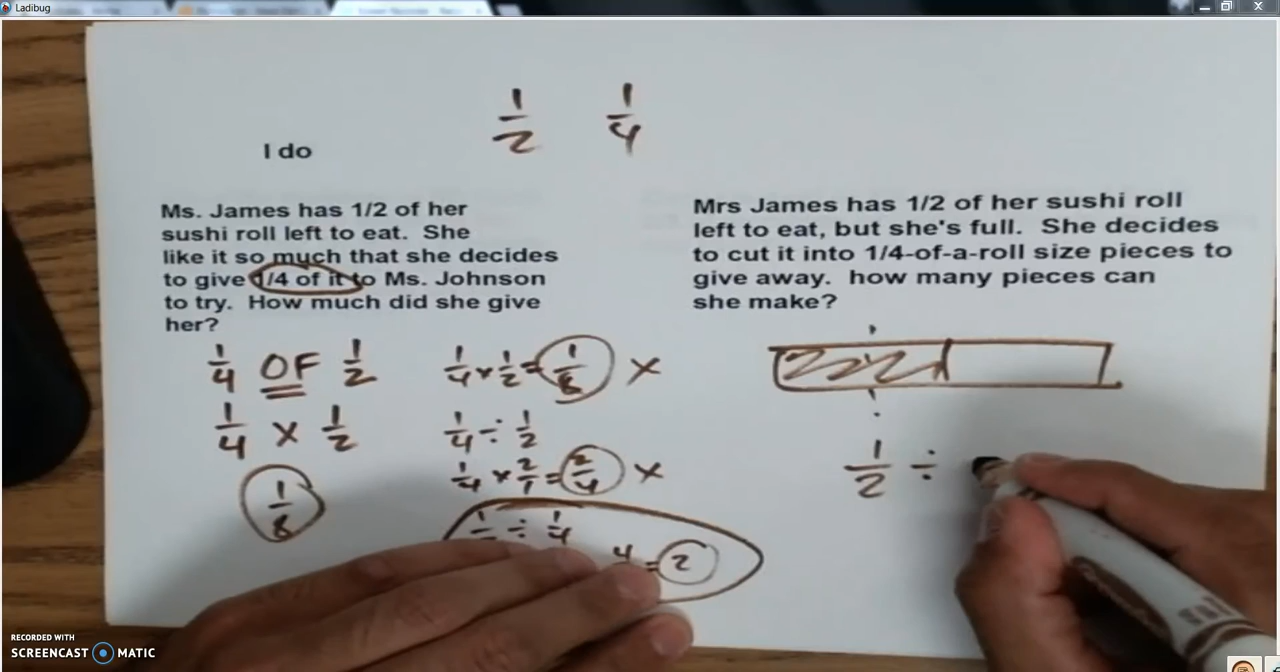 Ladibug
1/2 1/4
I do
Ms. James has 1/2 of her
sushi roll left to eat. She
like it so much that she decides
to give 1/4 of it to Ms. Johnson
to try. How much did she give
her?
1/4 OF 1/2
1/4 x 1/2
1/8
1/4 x 1/2 = 1/8 x
1/4 ÷ 1/2
1/4 x 2/1 = 2/4 x
÷ 1/4
4 = 2
Mrs James has 1/2 of her sushi roll
left to eat, but she's full. She decides
to cut it into 1/4-of-a-roll size pieces to
give away. how many pieces can
she make?
1/2 ÷
RECORDED WITH
SCREENCAST MATIC